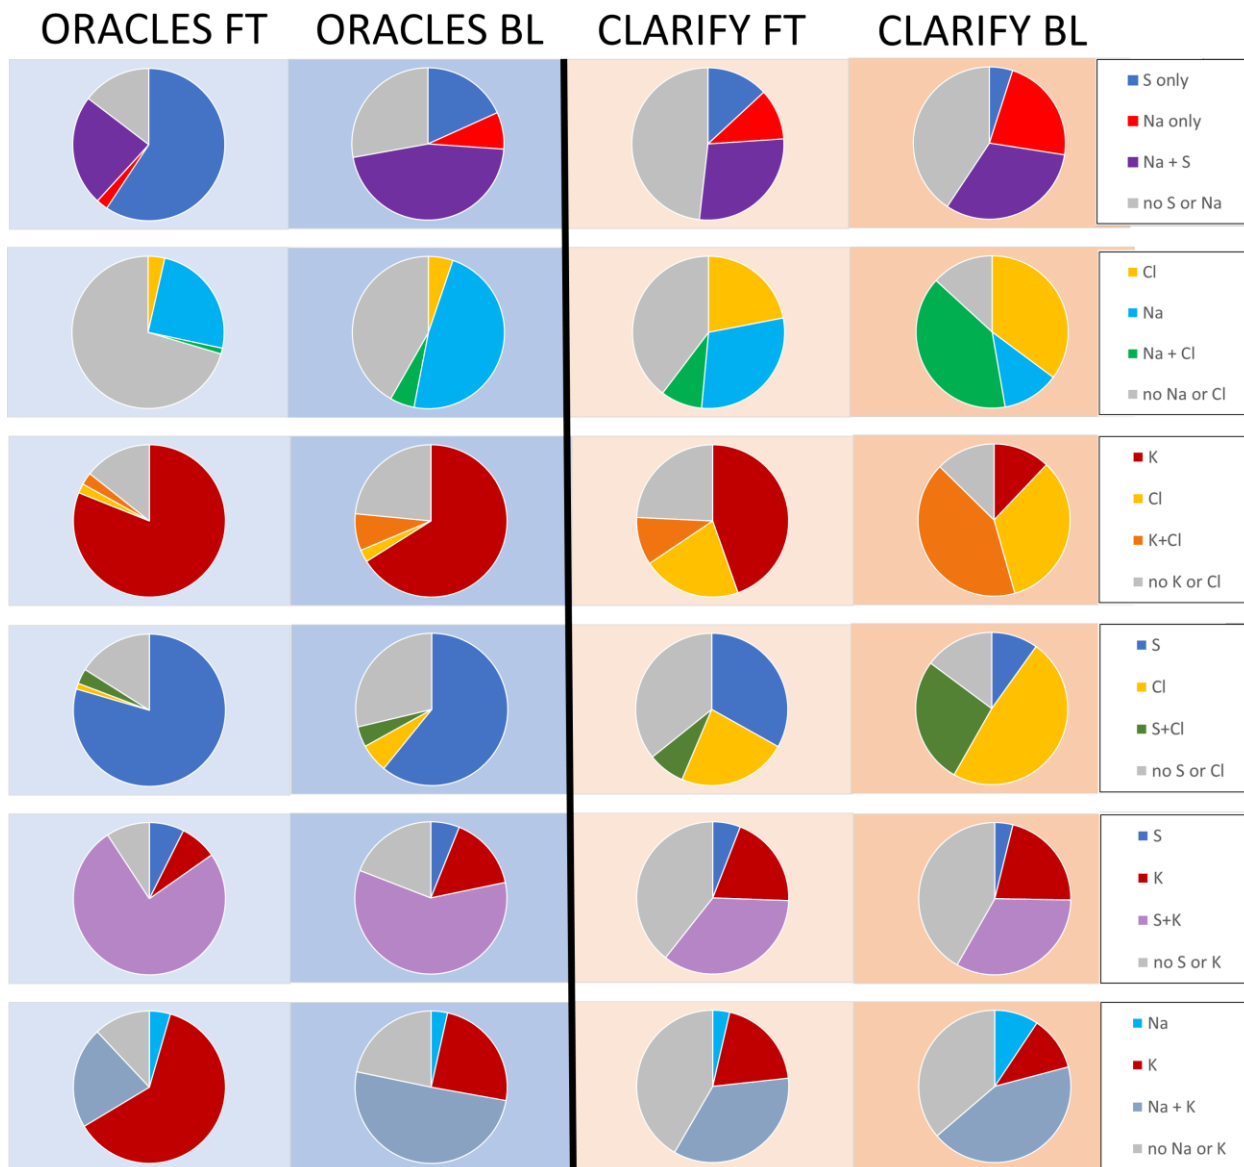 ORACLES FT ORACLES BL CLARIFY FT CLARIFY BL
S only
Na only
Na + S
no S or Na
Cl
Na
Na + Cl
no Na or Cl
K
Cl
K+Cl
no K or Cl
S
Cl
S+Cl
no S or Cl
S
K
S+K
no S or K
Na
K
Na + K
no Na or K